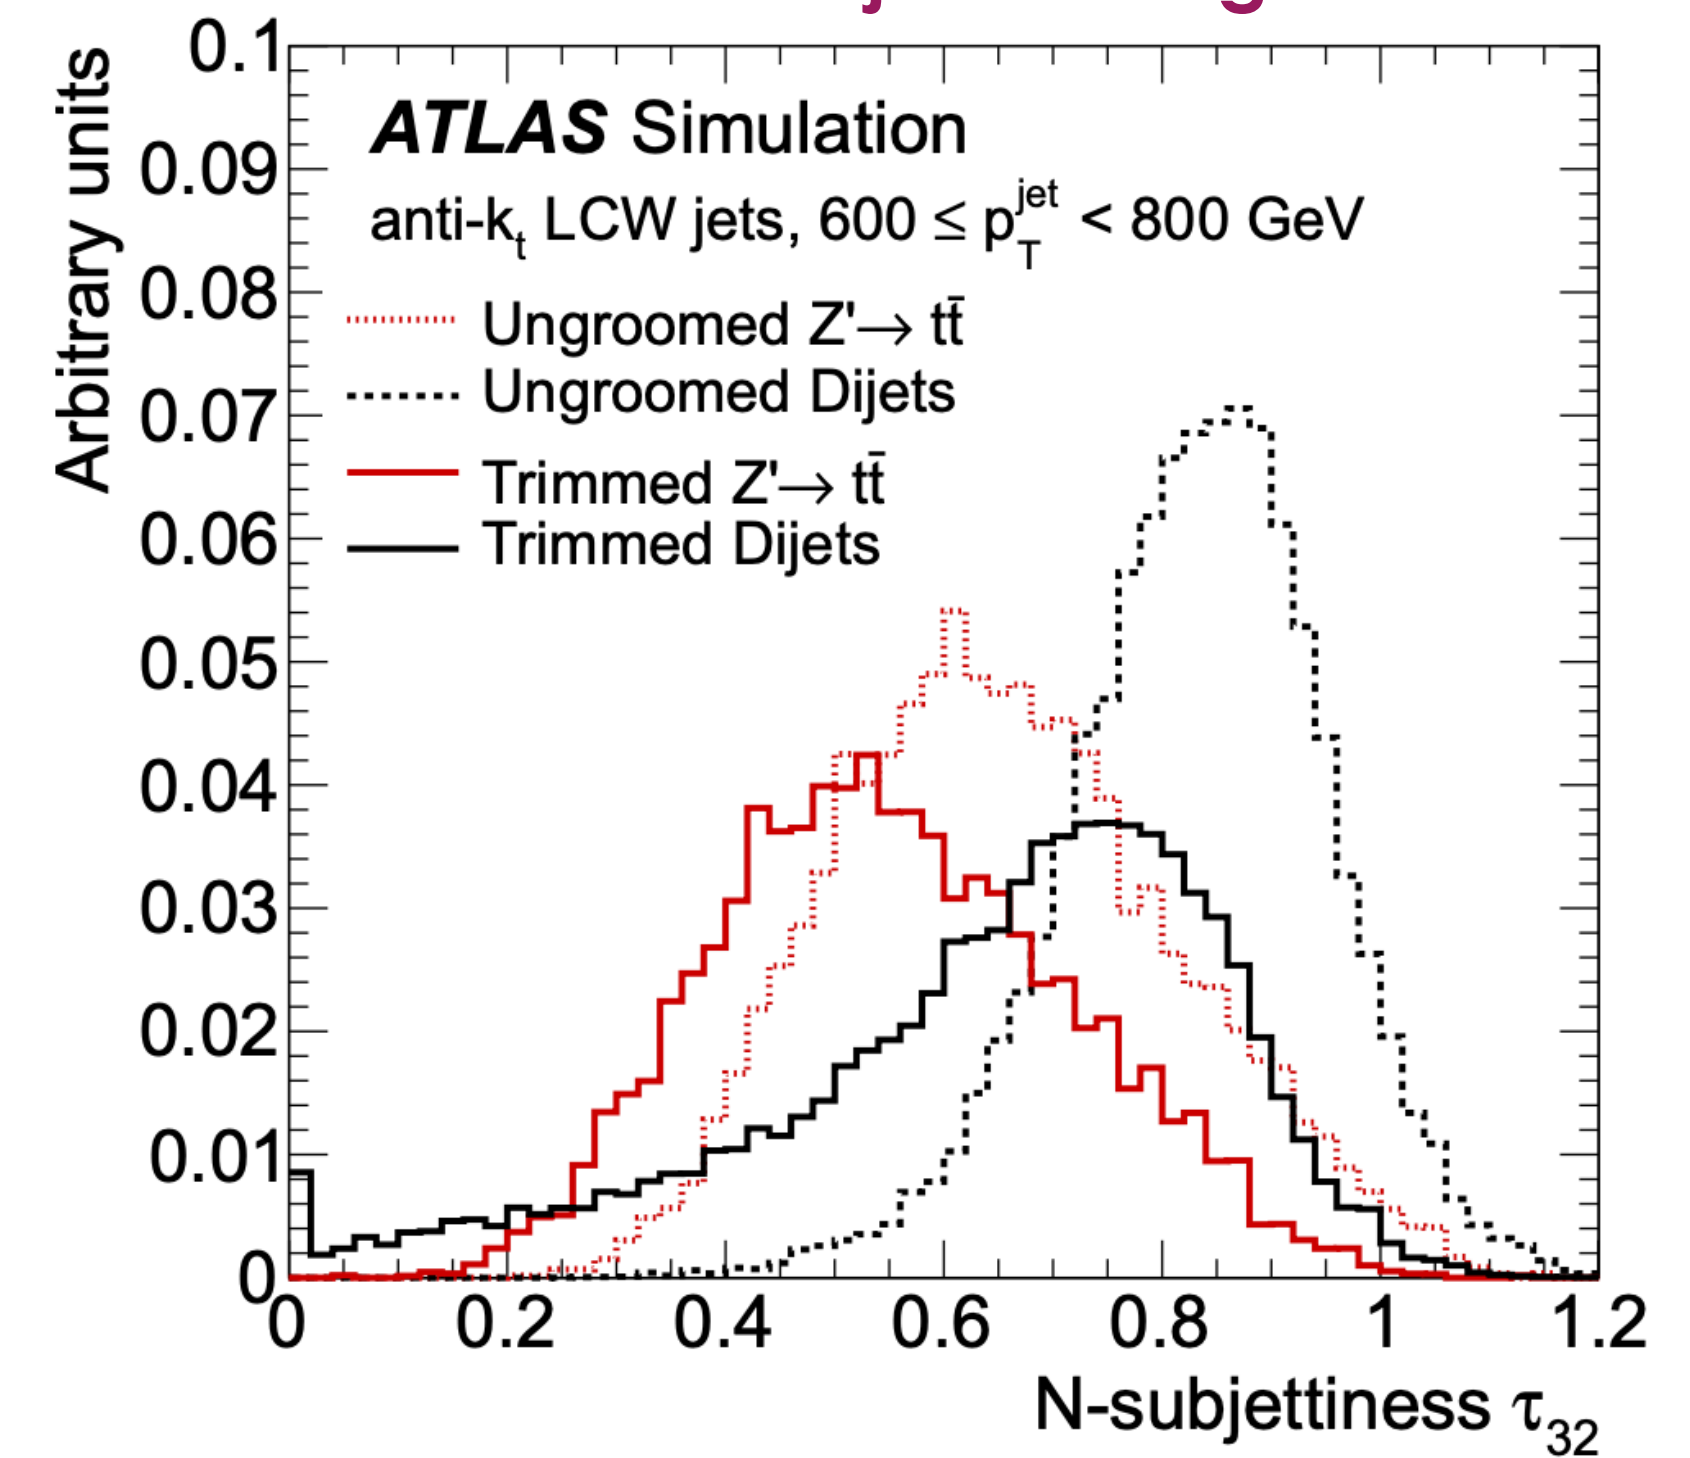 Arbitrary units
0.1
0.09
0.08
0.07
0.06
0.05
0.04
0.03
0.02
0.01
0
ATLAS Simulation
anti-kt LCW jets, 600 ≤ pTjet < 800 GeV
Ungroomed Z'→ tt̄
Ungroomed Dijets
Trimmed Z'→ tt̄
Trimmed Dijets
0 0.2 0.4 0.6 0.8 1 1.2
N-subjettiness τ32